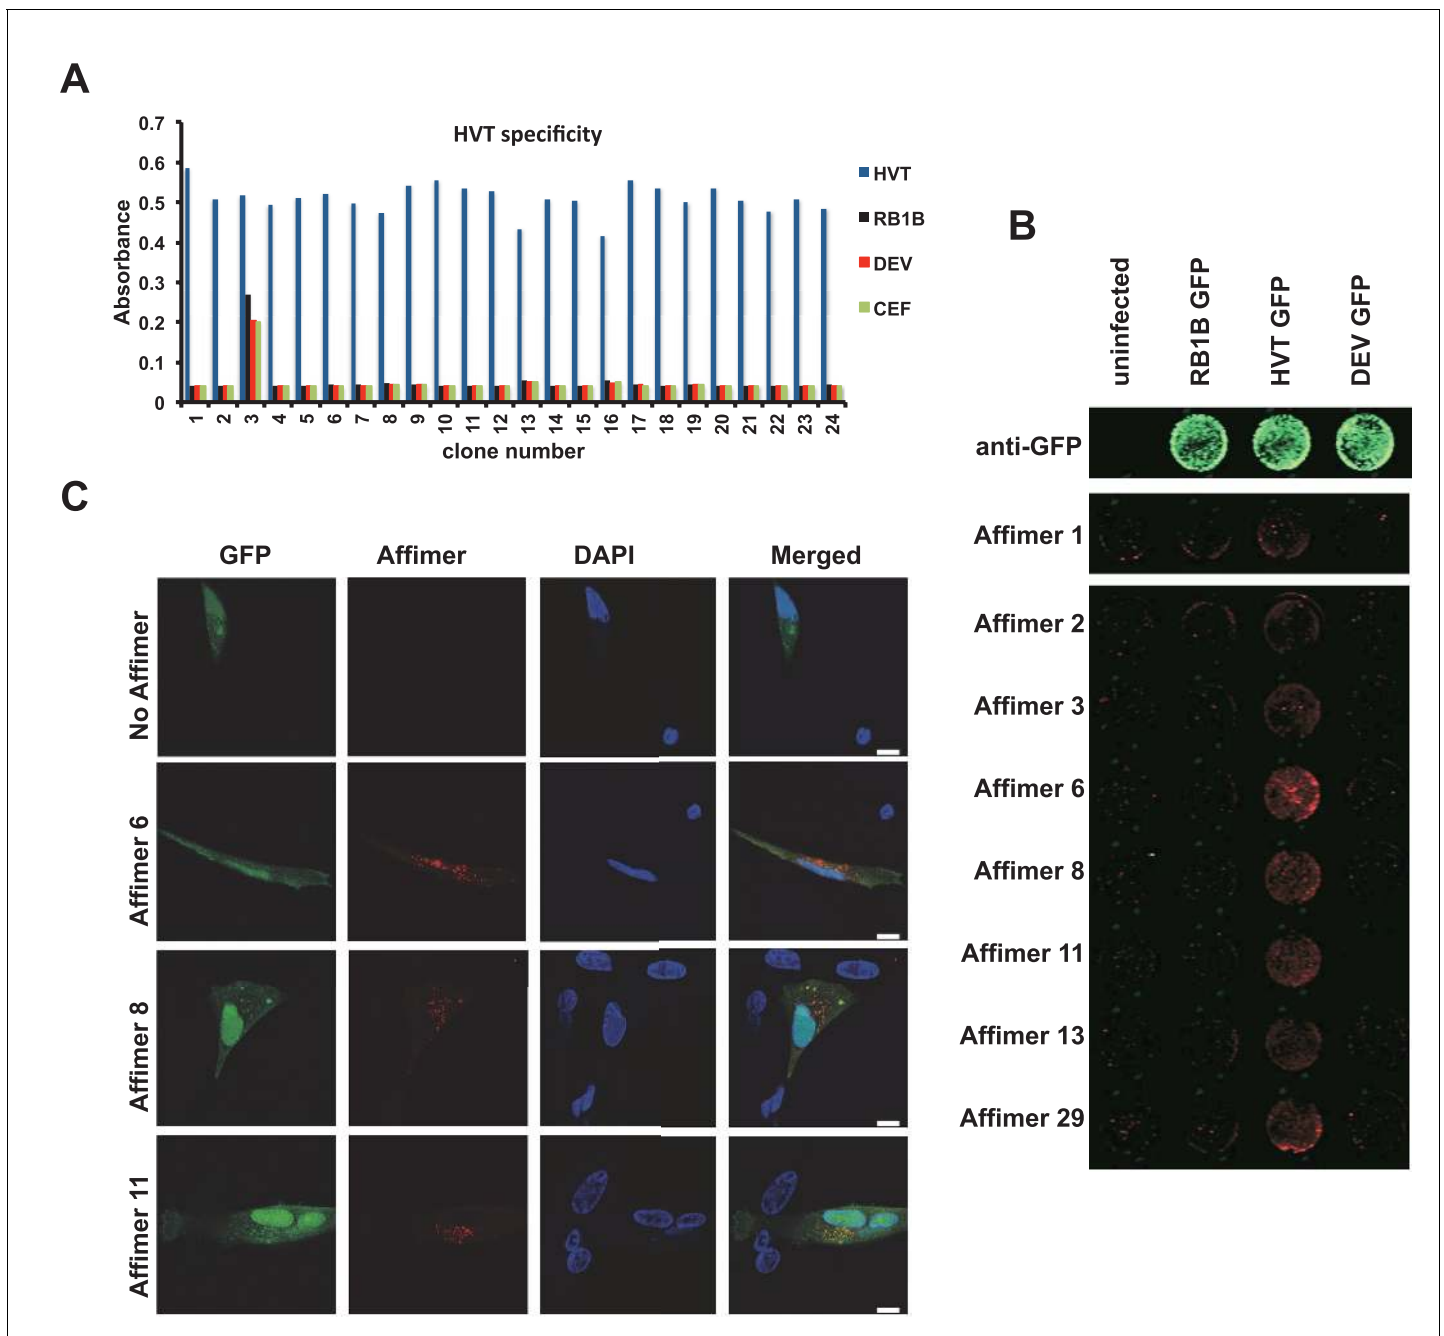 A
HVT specificity
0.7
0.6
0.5
0.4
0.3
0.2
0.1
0
Absorbance
1 2 3 4 5 6 7 8 9 10 11 12 13 14 15 16 17 18 19 20 21 22 23 24
clone number
HVT
RB1B
DEV
CEF
B
uninfected
RB1B GFP
HVT GFP
DEV GFP
anti-GFP
Affimer 1
Affimer 2
Affimer 3
Affimer 6
Affimer 8
Affimer 11
Affimer 13
Affimer 29
C
GFP Affimer DAPI Merged
No Affimer
Affimer 6
Affimer 8
Affimer 11